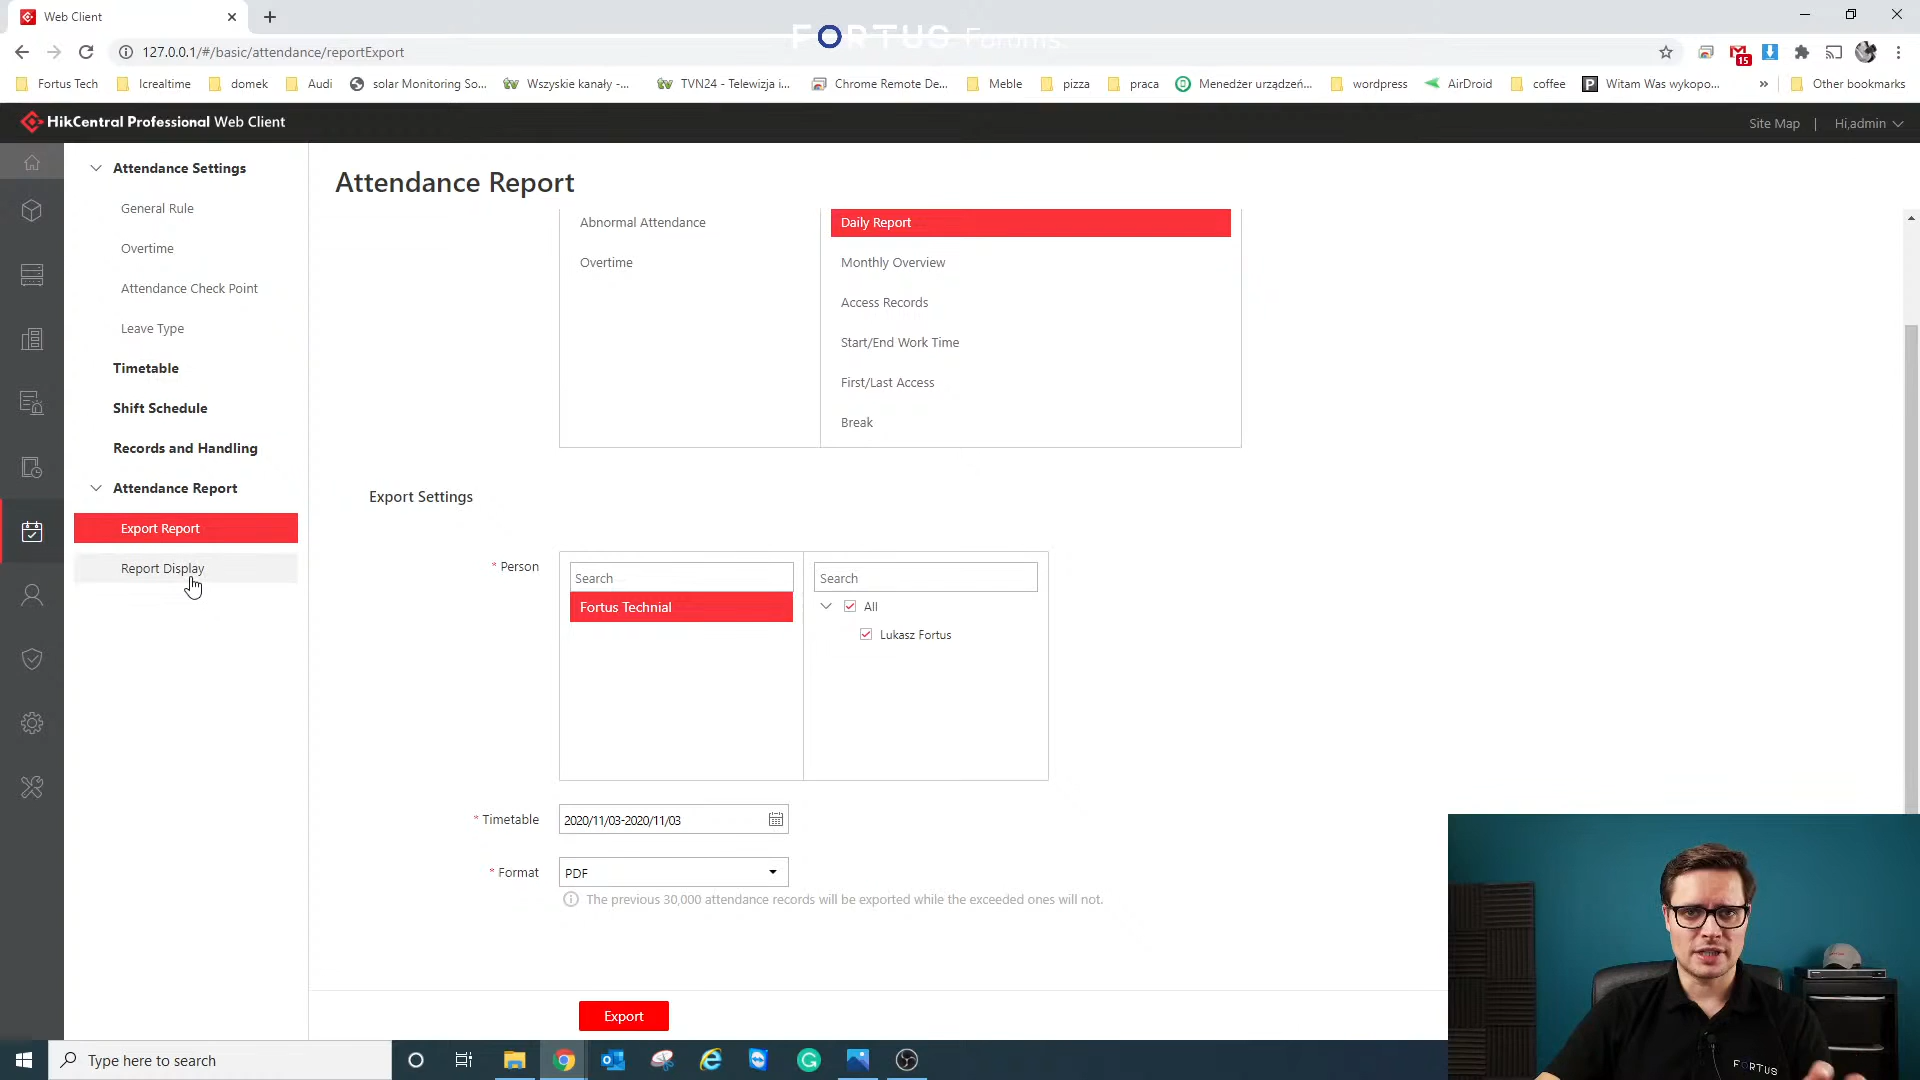 Web Client
127.0.0.1/#/basic/attendance/reportExport
FORTUS Forums.
15
Fortus Tech
Icrealtime
domek
Audi
solar Monitoring So...
Wszyskie kanały -...
TVN24 - Telewizja i...
Chrome Remote De...
Meble
pizza
praca
Menedżer urządzeń...
wordpress
AirDroid
coffee
Witam Was wykopo...
»
Other bookmarks
HikCentral Professional Web Client
Site Map | Hi,admin
Attendance Settings
General Rule
Overtime
Attendance Check Point
Leave Type
Timetable
Shift Schedule
Records and Handling
Attendance Report
Export Report
Report Display
Attendance Report
Abnormal Attendance
Overtime
Daily Report
Monthly Overview
Access Records
Start/End Work Time
First/Last Access
Break
Export Settings
* Person
Search
Fortus Technial
Search
All
Lukasz Fortus
* Timetable
2020/11/03-2020/11/03
* Format
PDF
The previous 30,000 attendance records will be exported while the exceeded ones will not.
Export
FORTUS
Type here to search